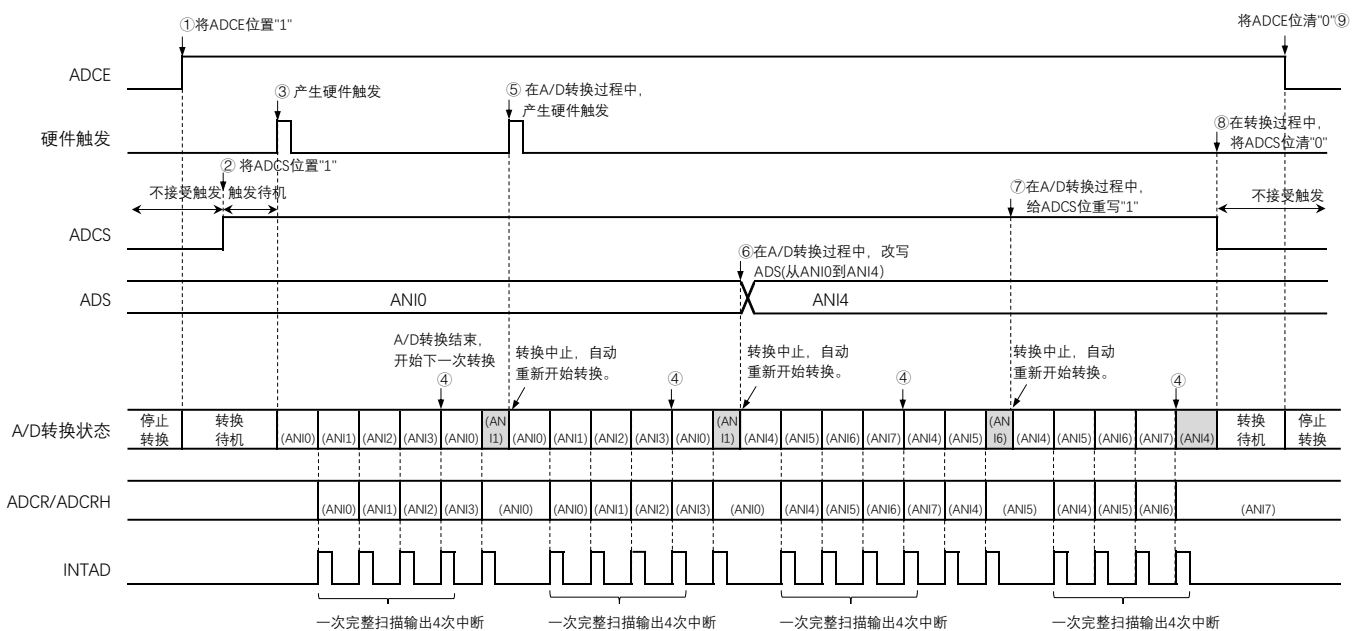 ①将ADCE位置"1"
将ADCE位清"0"⑨
ADCE
③ 产生硬件触发
⑤ 在A/D转换过程中,
产生硬件触发
硬件触发
⑧在转换过程中,
将ADCS位清"0"
② 将ADCS位置"1"
不接受触发 触发待机
⑦在A/D转换过程中,
给ADCS位重写"1"
不接受触发
ADCS
⑥在A/D转换过程中, 改写
ADS(从ANI0到ANI4)
ADS
ANI0
ANI4
A/D转换结束,
开始下一次转换
④
转换中止, 自动
重新开始转换。
④
转换中止, 自动
重新开始转换。
④
转换中止, 自动
重新开始转换。
④
A/D转换状态
停止
转换
转换
待机
(ANI0) (ANI1) (ANI2) (ANI3) (ANI0) (AN
I1) (ANI0) (ANI1) (ANI2) (ANI3) (ANI0) (AN
I1) (ANI4) (ANI5) (ANI6) (ANI7) (ANI4) (ANI5) (AN
I6) (ANI4) (ANI5) (ANI6) (ANI7) (ANI4)
转换
待机
停止
转换
ADCR/ADCRH
(ANI0) (ANI1) (ANI2) (ANI3) (ANI0) (ANI0) (ANI1) (ANI2) (ANI3) (ANI0) (ANI4) (ANI5) (ANI6) (ANI7) (ANI4) (ANI5) (ANI4) (ANI5) (ANI6) (ANI7)
INTAD
一次完整扫描输出4次中断
一次完整扫描输出4次中断
一次完整扫描输出4次中断
一次完整扫描输出4次中断